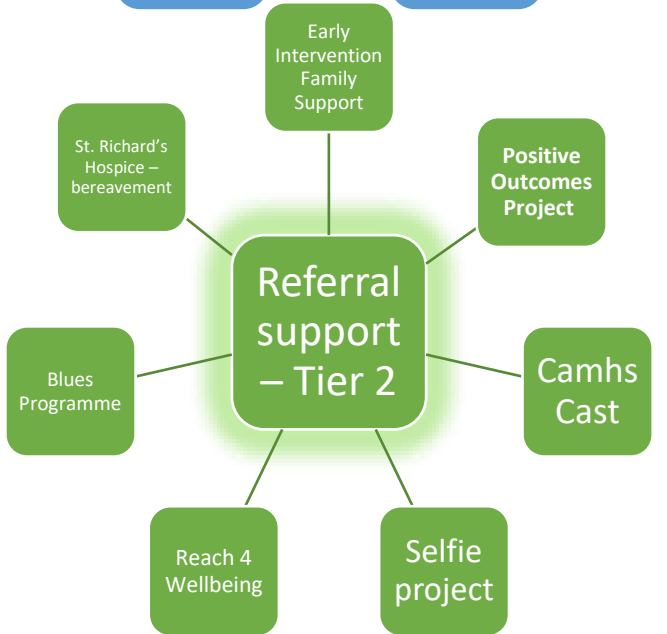 Early
Intervention
Family
Support
St. Richard's
Hospice –
bereavement
Positive
Outcomes
Project
Referral
support
– Tier 2
Blues
Programme
Camhs
Cast
Reach 4
Wellbeing
Selfie
project